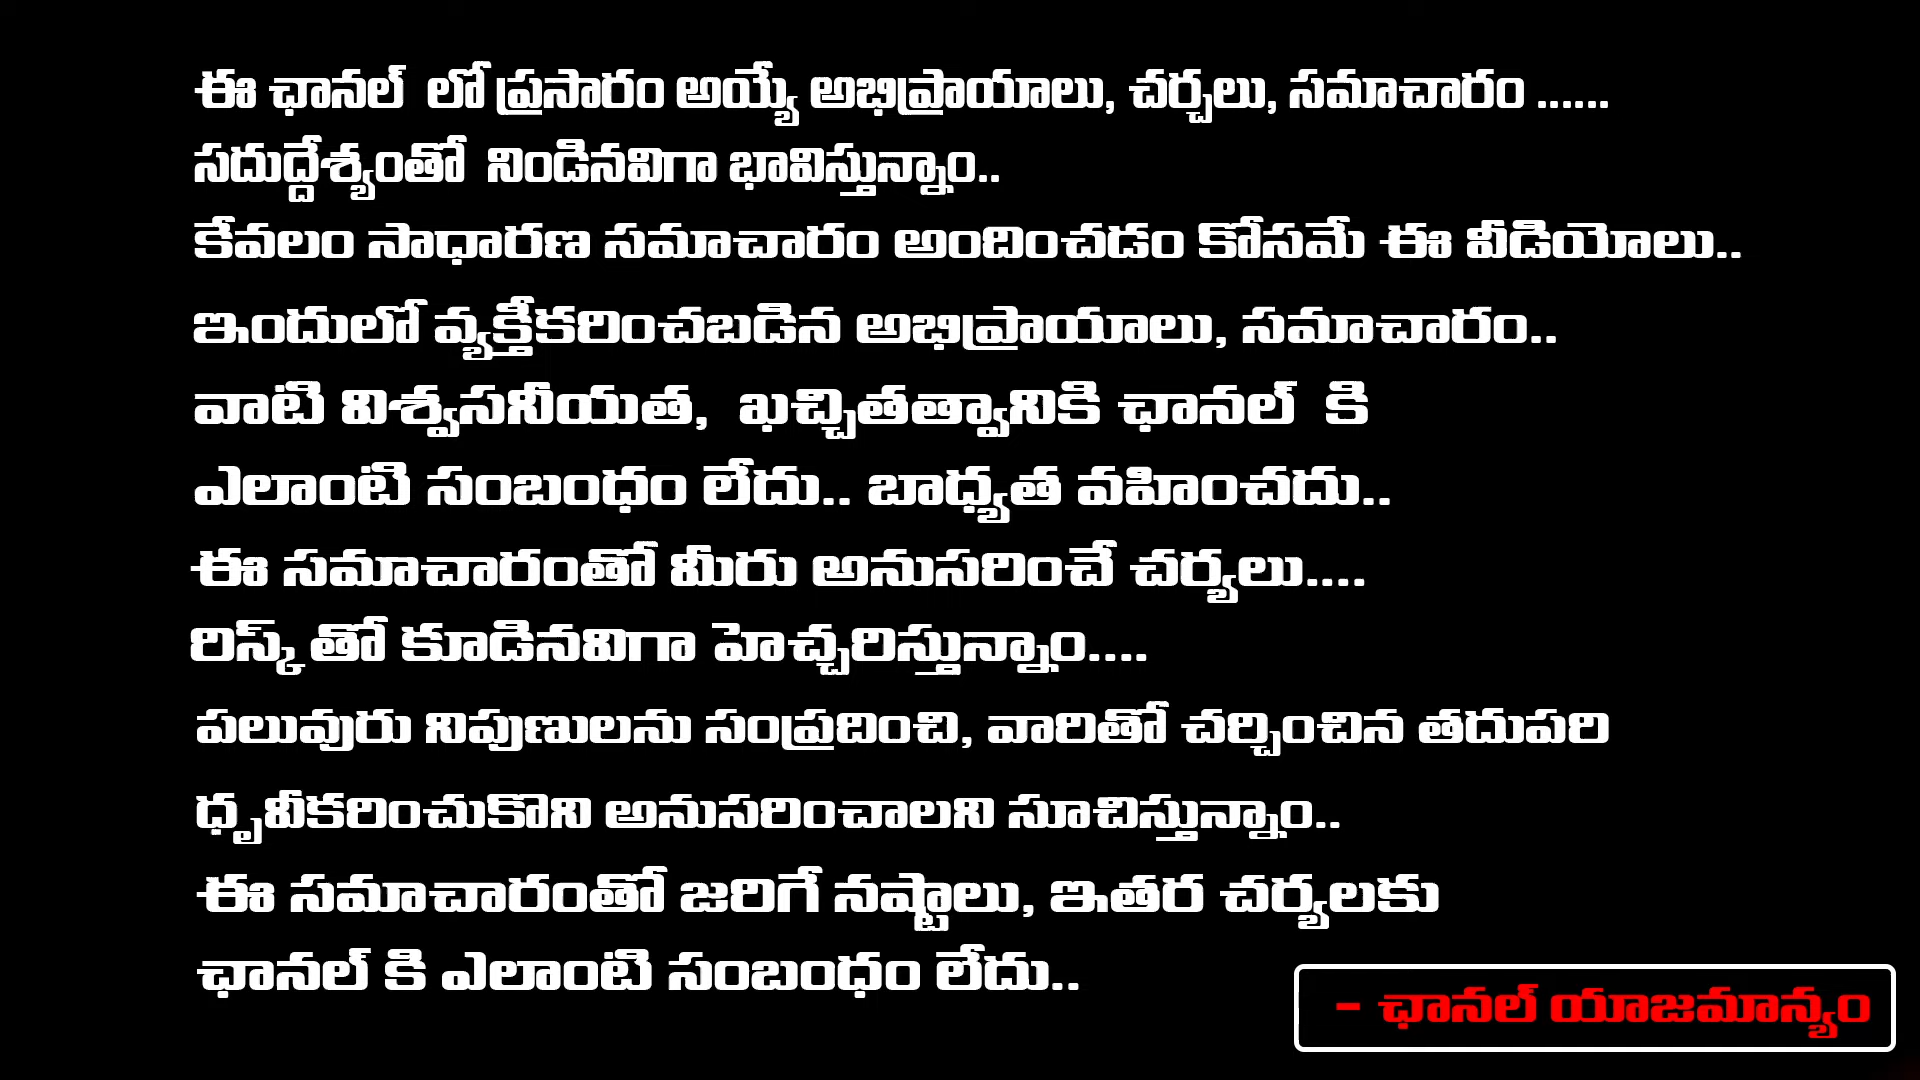 ఈ ఛానల్ లో ప్రసారం అయ్యే అభిప్రాయాలు, చర్చలు, సమాచారం ......
సదుద్దేశ్యంతో నిండినవిగా భావిస్తున్నాం..
కేవలం సాధారణ సమాచారం అందించడం కోసమే ఈ వీడియోలు..
ఇందులో వ్యక్తీకరించబడిన అభిప్రాయాలు, సమాచారం..
వాటి విశ్వసనీయత, ఖచ్చితత్వానికి ఛానల్ కి
ఎలాంటి సంబంధం లేదు.. బాధ్యత వహించదు..
ఈ సమాచారంతో మీరు అనుసరించే చర్యలు....
రిస్క్ తో కూడినవిగా హెచ్చరిస్తున్నాం....
పలువురు నిపుణులను సంప్రదించి, వారితో చర్చించిన తదుపరి
ధృవీకరించుకొని అనుసరించాలని సూచిస్తున్నాం..
ఈ సమాచారంతో జరిగే నష్టాలు, ఇతర చర్యలకు
ఛానల్ కి ఎలాంటి సంబంధం లేదు..
- ఛానల్ యాజమాన్యం